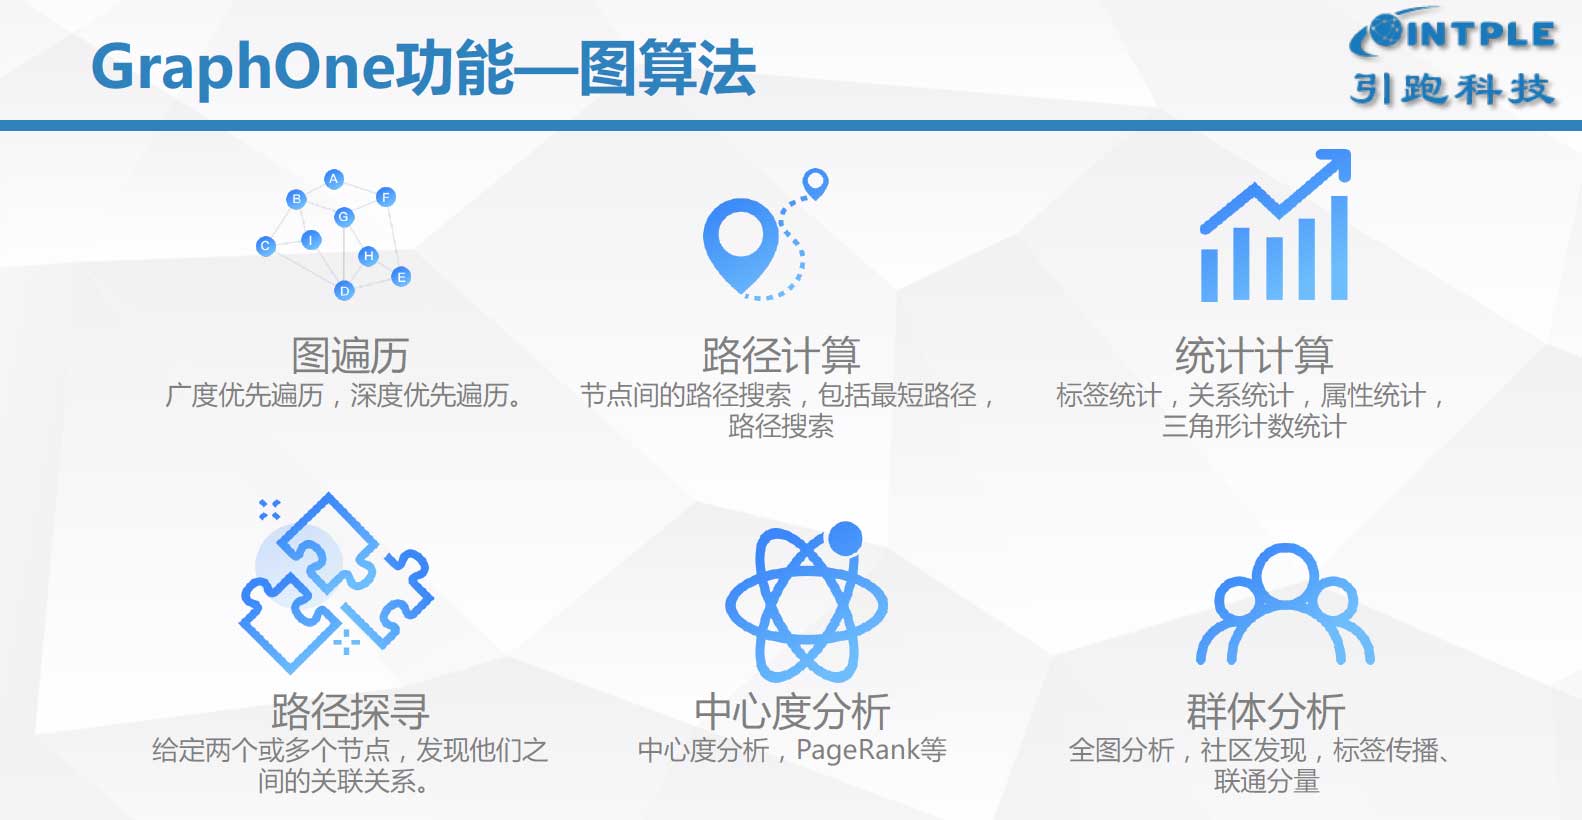 GraphOne功能—图算法
INTPLE
引跑科技
A
B
F
G
C
I
H
E
D
图遍历
广度优先遍历，深度优先遍历。
路径计算
节点间的路径搜索，包括最短路径，
路径搜索
统计计算
标签统计，关系统计，属性统计，
三角形计数统计
路径探寻
给定两个或多个节点，发现他们之
间的关联关系。
中心度分析
中心度分析，PageRank等
群体分析
全图分析，社区发现，标签传播、
联通分量